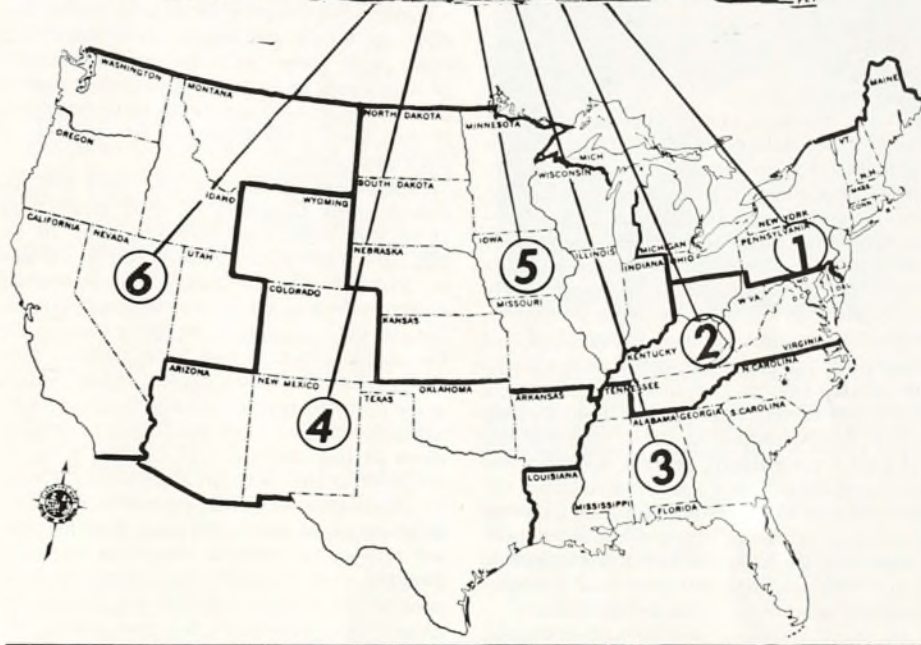 WASHINGTON
MONTANA
NORTH DAKOTA
MINNESOTA
MAINE
OREGON
MICH
WISCONSIN
VT.
N.H.
IDAHO
WYOMING
SOUTH DAKOTA
MASS
CONN
NEW YORK
CALIFORNIA
NEVADA
UTAH
NEBRASKA
IOWA
ILLINOIS
MICHIGAN
INDIANA
OHIO
PENNSYLVANIA
1
6
5
COLORADO
KANSAS
MISSOURI
W.VA.
MD.
D.C.
DEL.
2
KENTUCKY
VIRGINIA
ARIZONA
NEW MEXICO
TEXAS
OKLAHOMA
ARKANSAS
TENNESSEE
N.CAROLINA
4
ALABAMA
GEORGIA
S.CAROLINA
3
LOUISIANA
MISSISSIPPI
FLORIDA